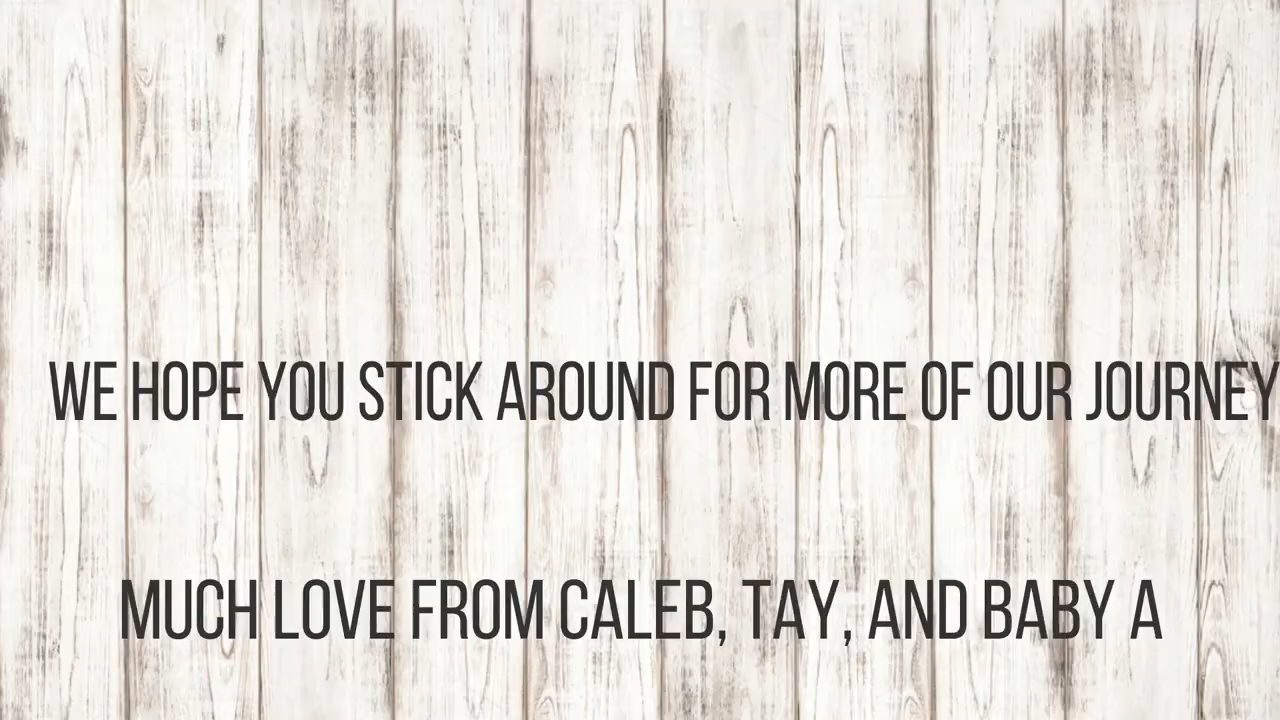 WE HOPE YOU STICK AROUND FOR MORE OF OUR JOURNEY
MUCH LOVE FROM CALEB, TAY, AND BABY A